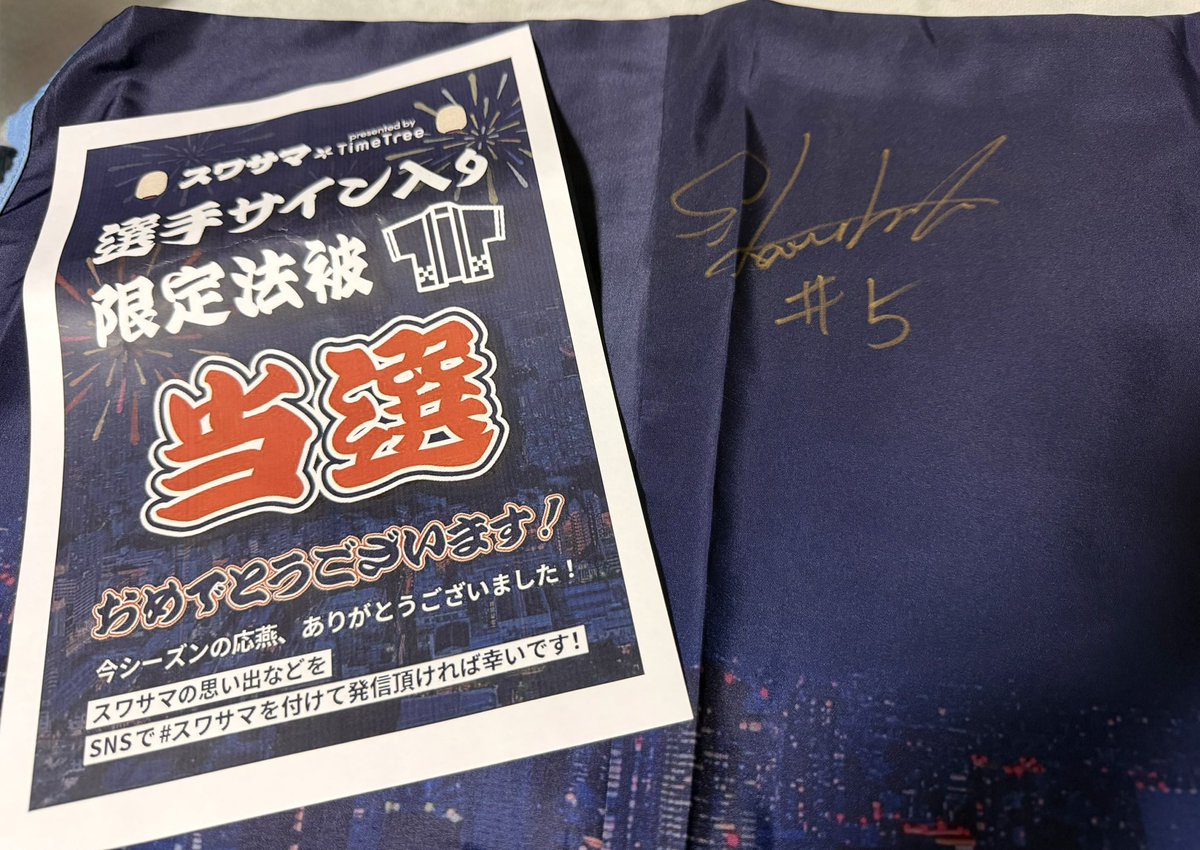 presented by
スワサマ × TimeTree
選手サイン入り
限定法被
当選
おめでとうございます!
今シーズンの応燕、ありがとうございました!
スワサマの思い出などを
SNSで#スワサマを付けて発信頂ければ幸いです!
#5